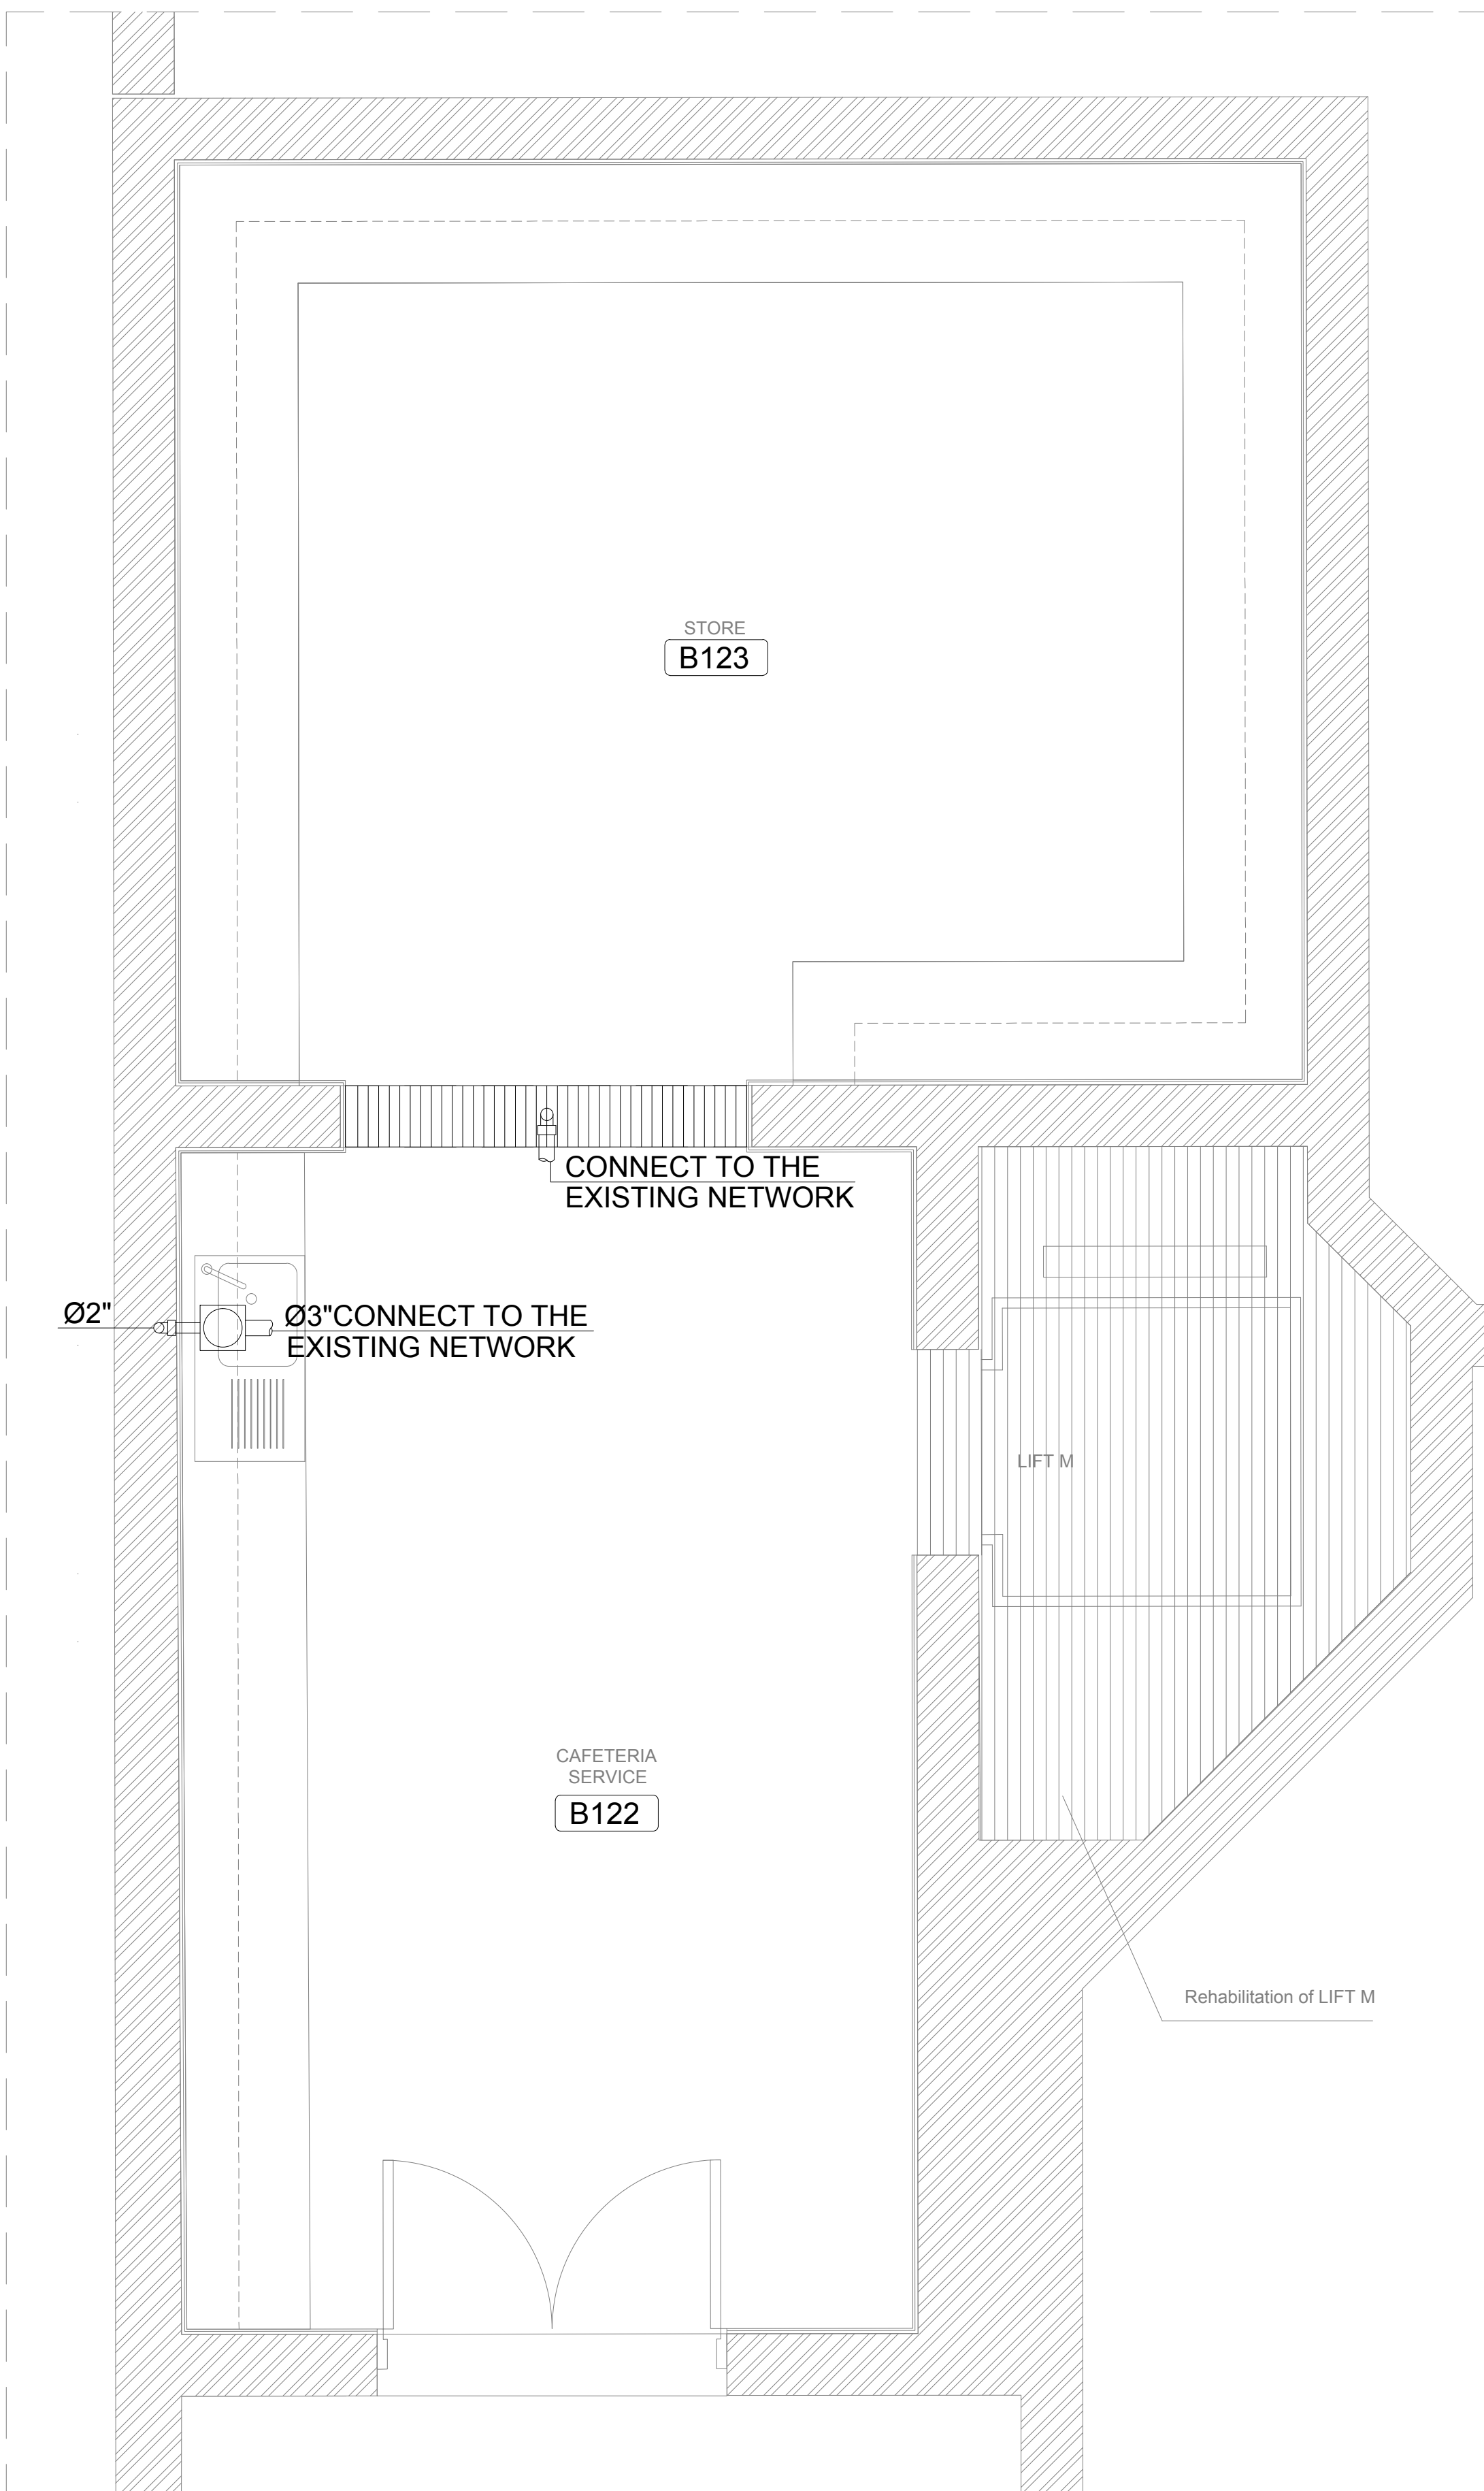 STORE
B123
CONNECT TO THE
EXISTING NETWORK
Ø2"
Ø3"CONNECT TO THE
EXISTING NETWORK
LIFT M
CAFETERIA
SERVICE
B122
Rehabilitation of LIFT M